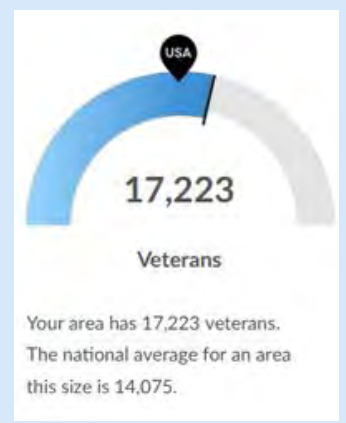 USA
17,223
Veterans
Your area has 17,223 veterans.
The national average for an area
this size is 14,075.